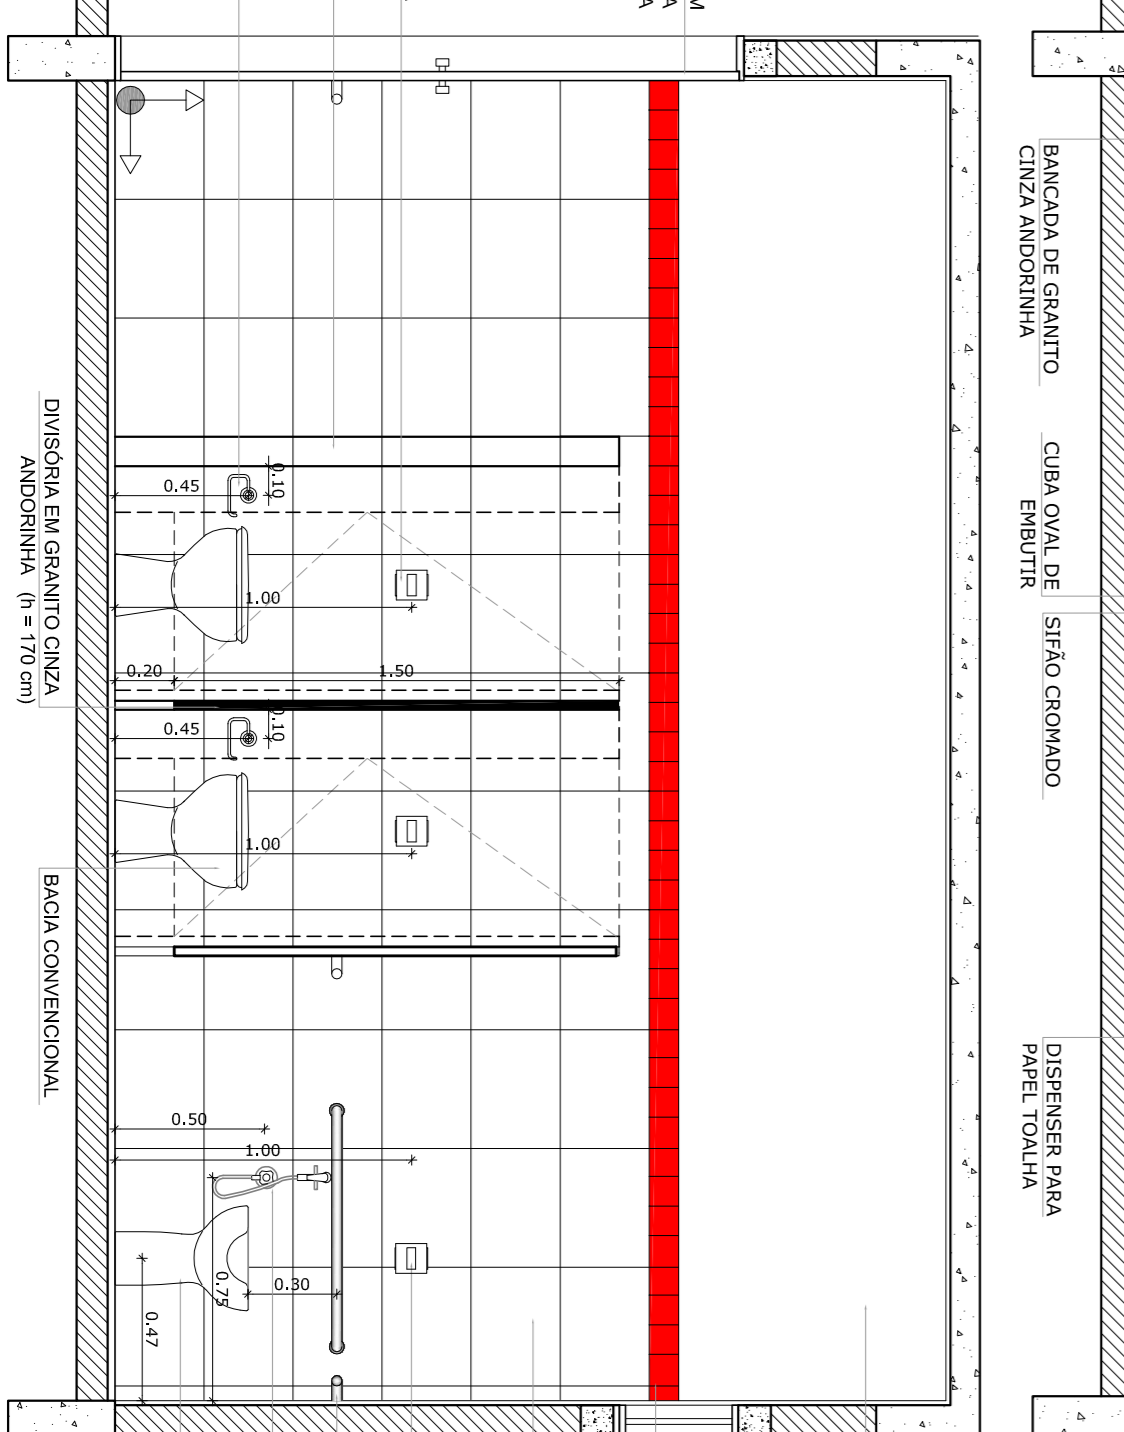 BANCADA DE GRANITO
CINZA ANDORINHA
CUBA OVAL DE
EMBUTIR
SIFÃO CROMADO
DISPENSER PARA
PAPEL TOALHA
M
A
A
0.10
0.45
1.00
0.20
1.50
0.10
0.45
1.00
0.50
1.00
0.30
0.75
0.47
DIVISÓRIA EM GRANITO CINZA
ANDORINHA (h = 170 cm)
BACIA CONVENCIONAL